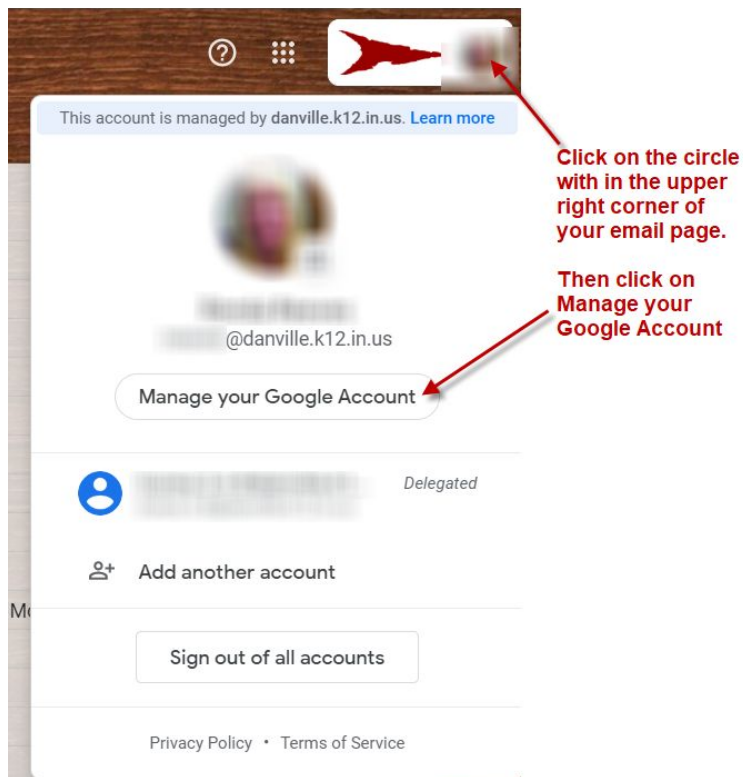 This account is managed by danville.k12.in.us. Learn more
Click on the circle
with in the upper
right corner of
your email page.
Then click on
Manage your
Google Account
@danville.k12.in.us
Manage your Google Account
Delegated
Add another account
Mo
Sign out of all accounts
Privacy Policy • Terms of Service